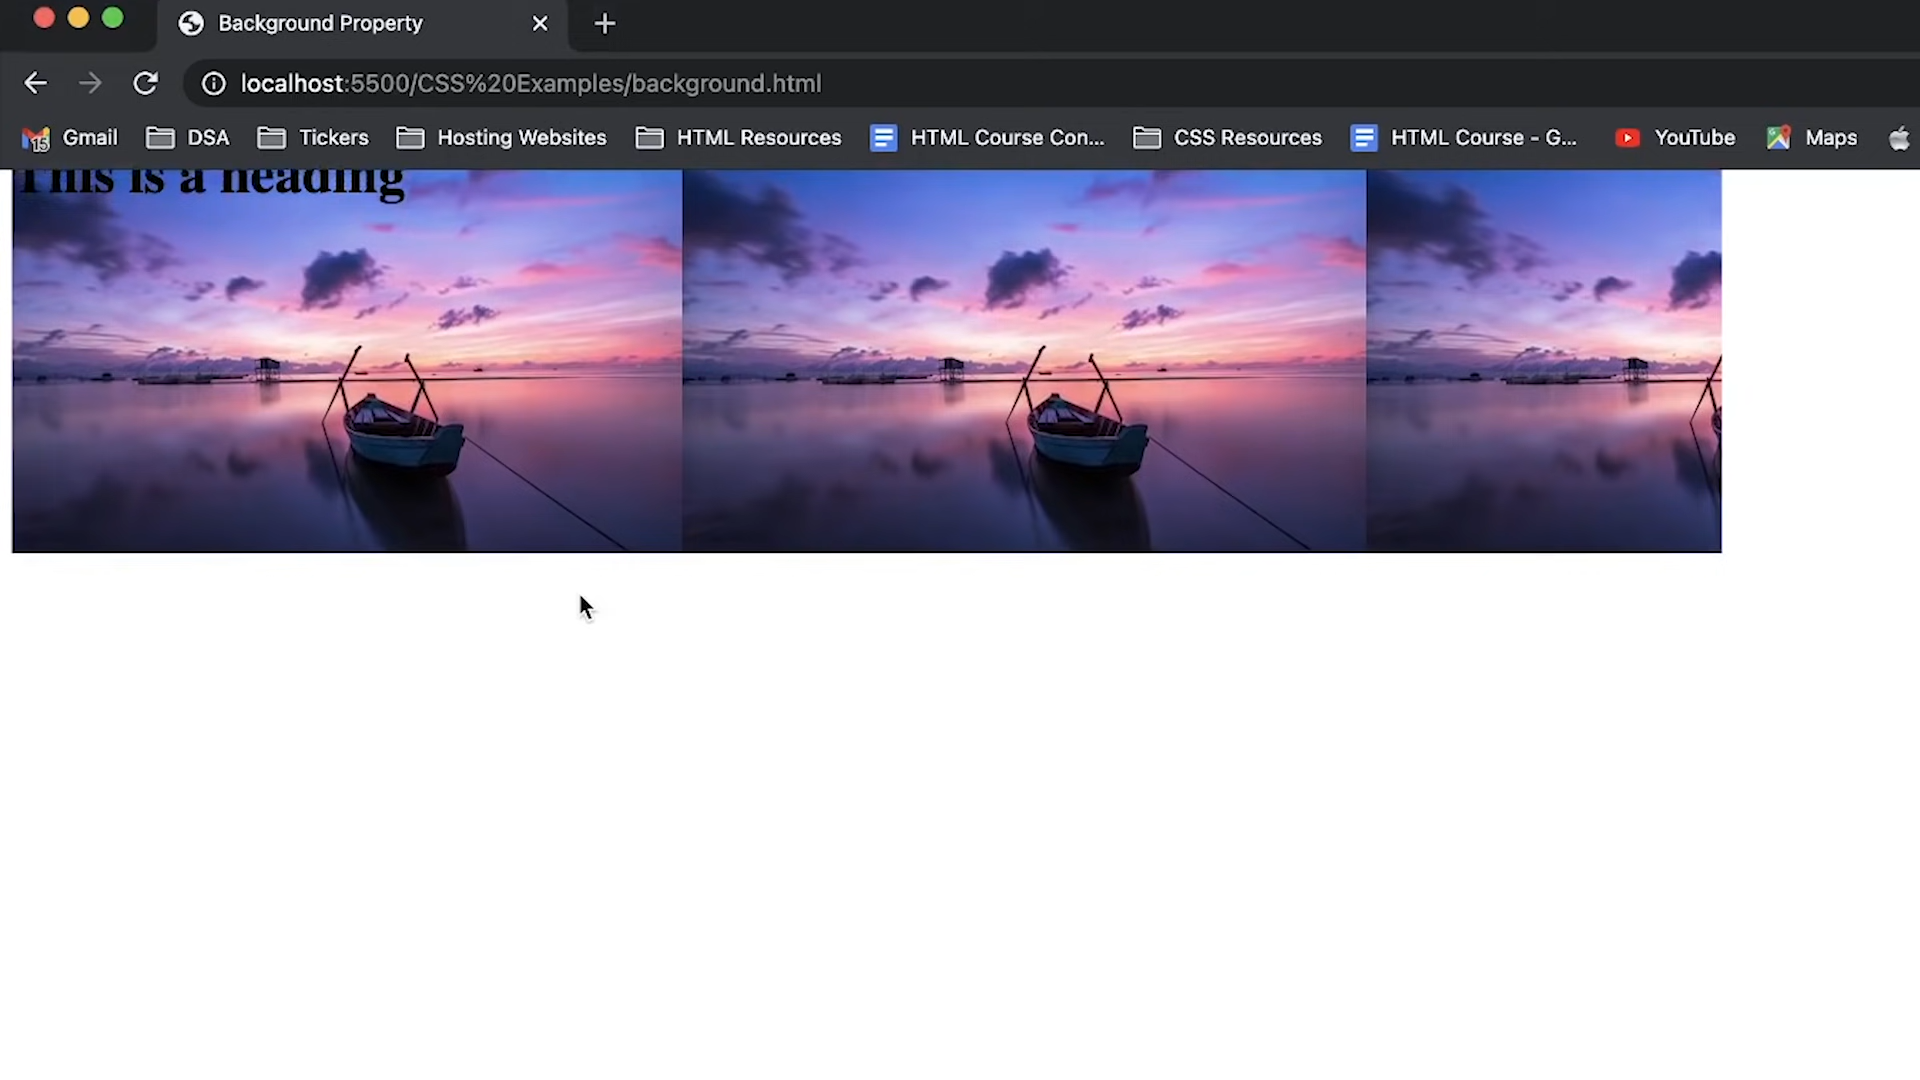 Background Property
localhost:5500/CSS%20Examples/background.html
15 Gmail DSA Tickers Hosting Websites HTML Resources HTML Course Con... CSS Resources HTML Course - G... YouTube Maps
This is a heading